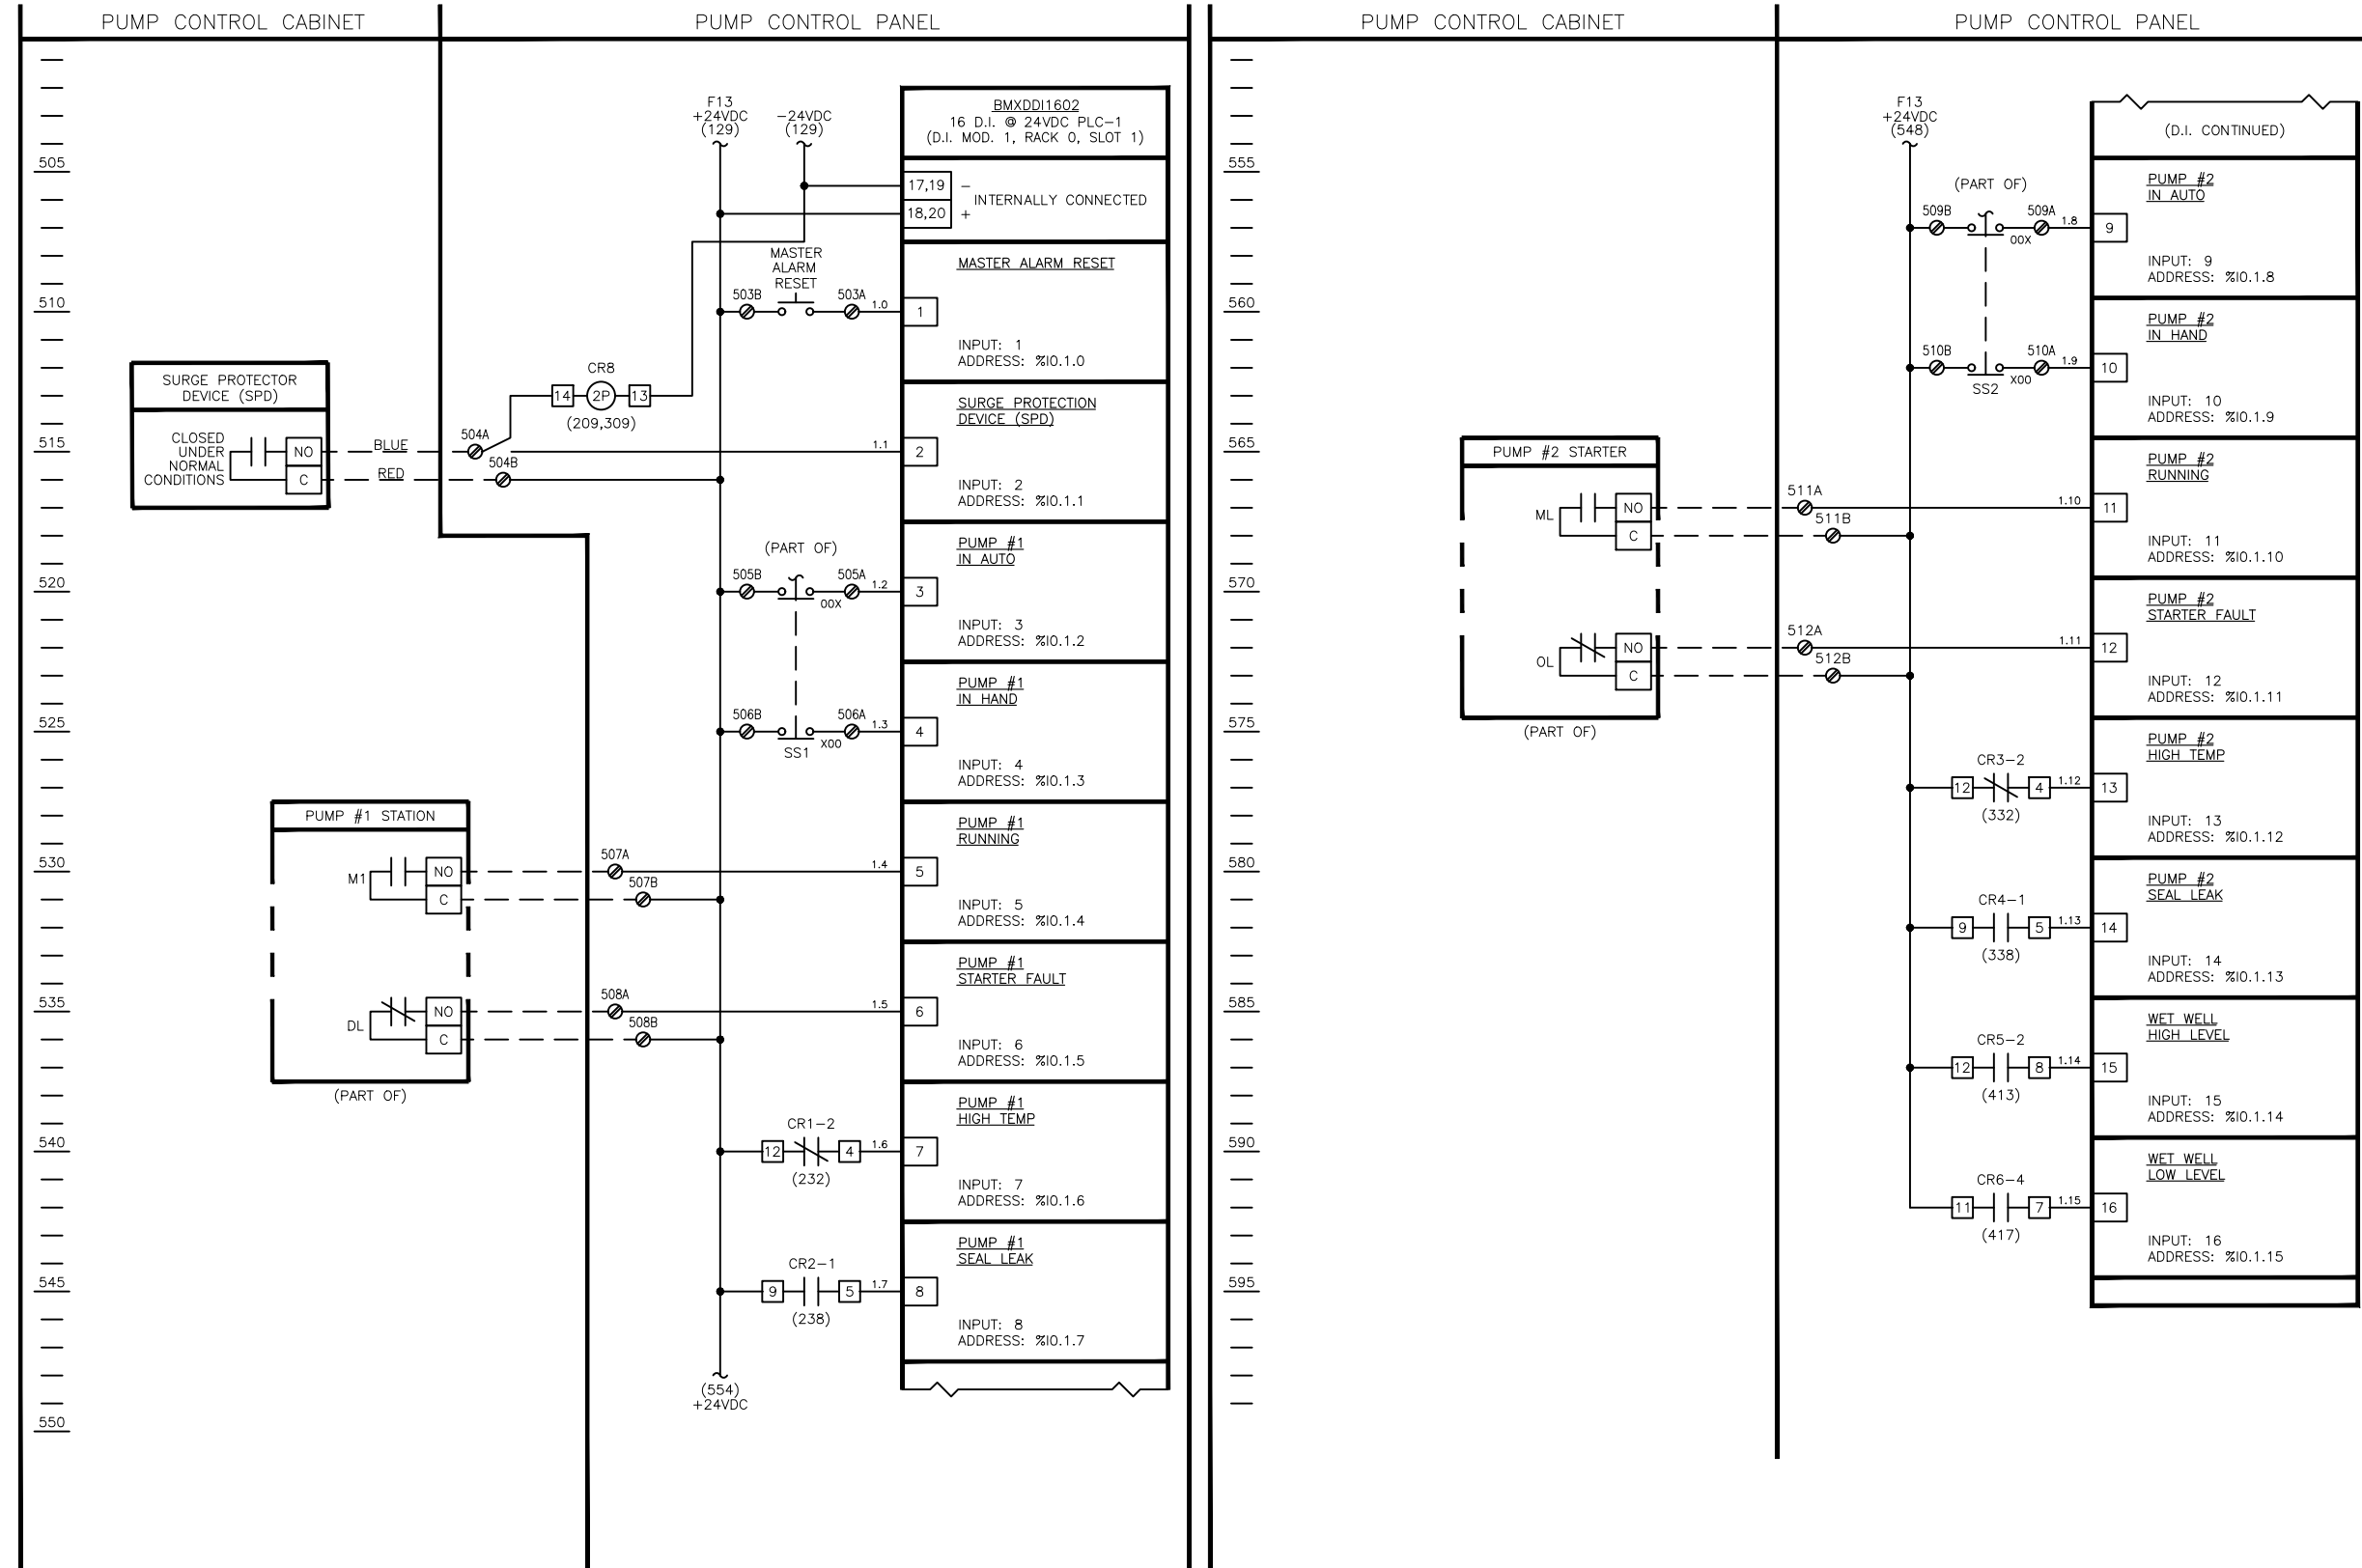 PUMP CONTROL CABINET
PUMP CONTROL PANEL
505
510
515
520
525
530
535
540
545
550
F13
+24VDC
(129)
-24VDC
(129)
BMXDDI1602
16 D.I. @ 24VDC PLC-1
(D.I. MOD. 1, RACK 0, SLOT 1)
17,19 -
INTERNALLY CONNECTED
18,20 +
MASTER
ALARM
RESET
503B 503A 1.0 1
MASTER ALARM RESET
INPUT: 1
ADDRESS: %I0.1.0
SURGE PROTECTOR
DEVICE (SPD)
CLOSED
UNDER
NORMAL
CONDITIONS
NO
C
BLUE
RED
504A
504B
CR8
14 2P 13
(209,309)
1.1 2
SURGE PROTECTION
DEVICE (SPD)
INPUT: 2
ADDRESS: %I0.1.1
(PART OF)
505B 505A 1.2 3
00X
PUMP #1
IN AUTO
INPUT: 3
ADDRESS: %I0.1.2
506B 506A 1.3 4
X00
SS1
PUMP #1
IN HAND
INPUT: 4
ADDRESS: %I0.1.3
PUMP #1 STATION
M1
NO
C
507A
507B
1.4 5
PUMP #1
RUNNING
INPUT: 5
ADDRESS: %I0.1.4
DL
NO
C
(PART OF)
508A
508B
1.5 6
PUMP #1
STARTER FAULT
INPUT: 6
ADDRESS: %I0.1.5
CR1-2
12 4 1.6 7
(232)
PUMP #1
HIGH TEMP
INPUT: 7
ADDRESS: %I0.1.6
CR2-1
9 5 1.7 8
(238)
PUMP #1
SEAL LEAK
INPUT: 8
ADDRESS: %I0.1.7
(554)
+24VDC
PUMP CONTROL CABINET
PUMP CONTROL PANEL
555
560
565
570
575
580
585
590
595
F13
+24VDC
(548)
(D.I. CONTINUED)
(PART OF)
509B 509A 1.8 9
00X
PUMP #2
IN AUTO
INPUT: 9
ADDRESS: %I0.1.8
510B 510A 1.9 10
X00
SS2
PUMP #2
IN HAND
INPUT: 10
ADDRESS: %I0.1.9
PUMP #2 STARTER
ML
NO
C
511A
511B
1.10 11
PUMP #2
RUNNING
INPUT: 11
ADDRESS: %I0.1.10
OL
NO
C
(PART OF)
512A
512B
1.11 12
PUMP #2
STARTER FAULT
INPUT: 12
ADDRESS: %I0.1.11
CR3-2
12 4 1.12 13
(332)
PUMP #2
HIGH TEMP
INPUT: 13
ADDRESS: %I0.1.12
CR4-1
9 5 1.13 14
(338)
PUMP #2
SEAL LEAK
INPUT: 14
ADDRESS: %I0.1.13
CR5-2
12 8 1.14 15
(413)
WET WELL
HIGH LEVEL
INPUT: 15
ADDRESS: %I0.1.14
CR6-4
11 7 1.15 16
(417)
WET WELL
LOW LEVEL
INPUT: 16
ADDRESS: %I0.1.15